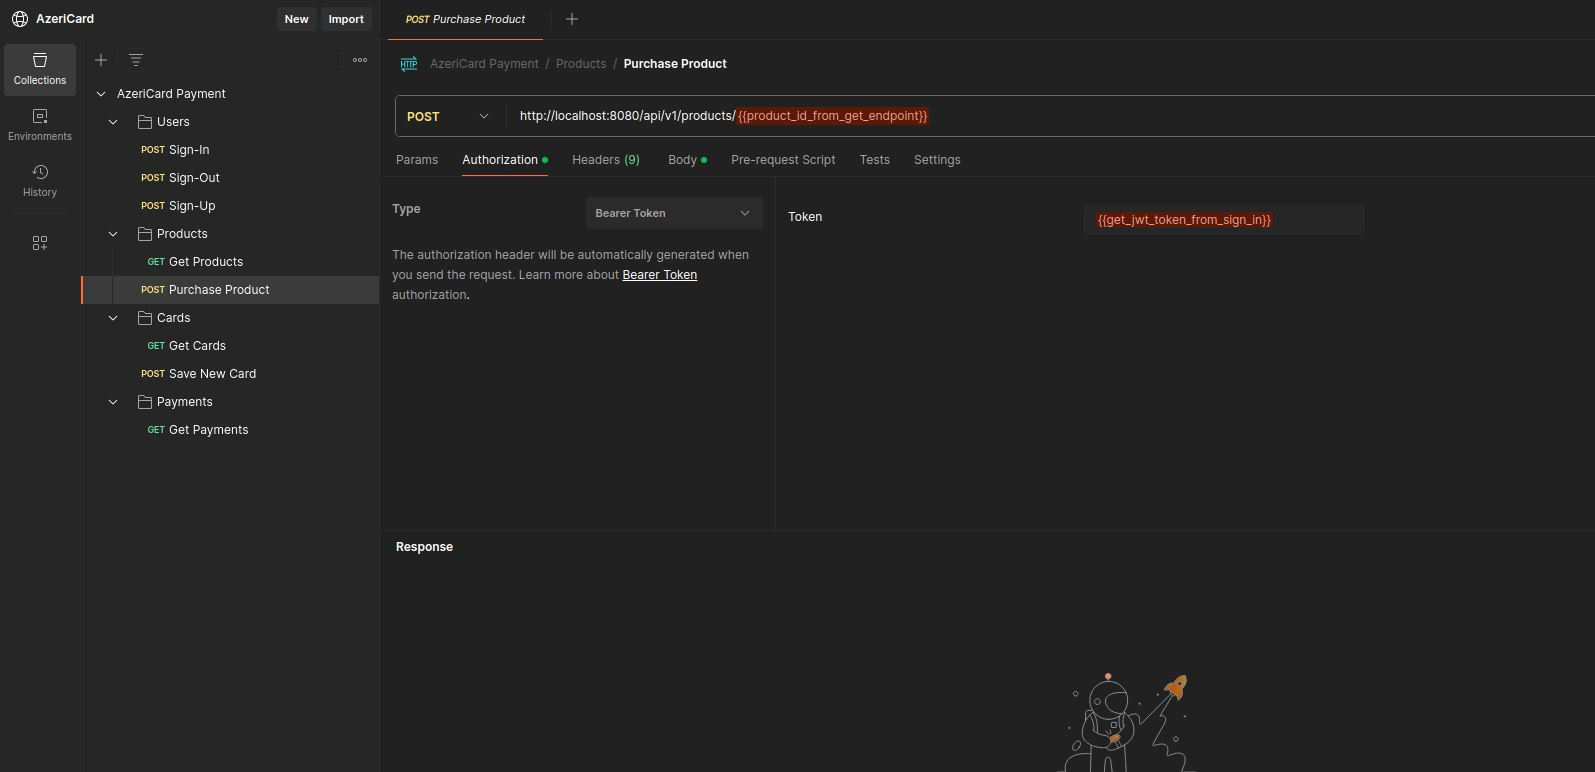 AzeriCard
New
Import
Collections
Environments
History
AzeriCard Payment
Users
POST Sign-In
POST Sign-Out
POST Sign-Up
Products
GET Get Products
POST Purchase Product
Cards
GET Get Cards
POST Save New Card
Payments
GET Get Payments
POST Purchase Product
HTTP AzeriCard Payment / Products / Purchase Product
POST http://localhost:8080/api/v1/products/{{product_id_from_get_endpoint}}
Params Authorization Headers (9) Body Pre-request Script Tests Settings
Type Bearer Token
The authorization header will be automatically generated when
you send the request. Learn more about Bearer Token
authorization.
Token {{get_jwt_token_from_sign_in}}
Response